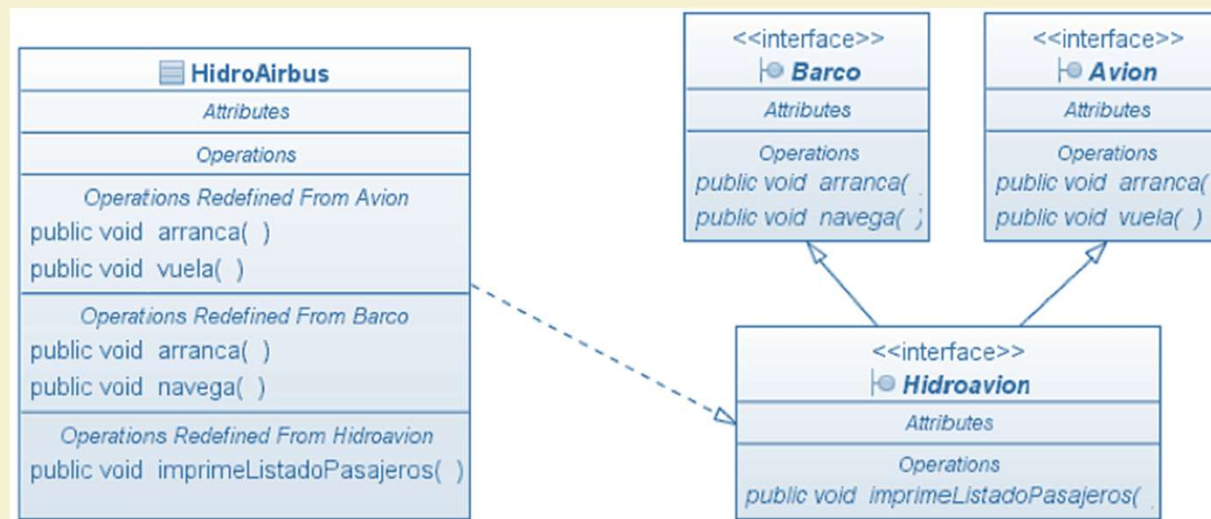 HidroAirbus
Attributes
Operations
Operations Redefined From Avion
public void arranca( )
public void vuela( )
Operations Redefined From Barco
public void arranca( )
public void navega( )
Operations Redefined From Hidroavion
public void imprimeListadoPasajeros( )
<<interface>>
Barco
Attributes
Operations
public void arranca(
public void navega( )
<<interface>>
Avion
Attributes
Operations
public void arranca(
public void vuela( )
<<interface>>
Hidroavion
Attributes
Operations
public void imprimeListadoPasajeros(